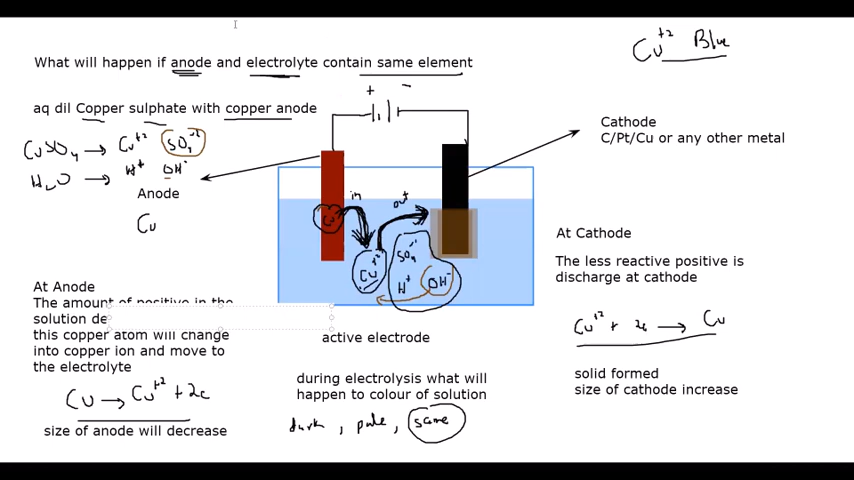 Cu+2 Blue
What will happen if anode and electrolyte contain same element
+ -
aq dil Copper sulphate with copper anode
Cathode
C/Pt/Cu or any other metal
CuSO4 → Cu+2 SO4-2
H2O → H+ OH-
Anode
Cu
in out
Cu
Cu+2
SO4-2
H+ OH-
At Cathode
The less reactive positive is
discharge at cathode
Cu+2 + 2e → Cu
solid formed
size of cathode increase
At Anode
The amount of positive in the
solution de
this copper atom will change
into copper ion and move to
the electrolyte
Cu → Cu+2 + 2e
size of anode will decrease
active electrode
during electrolysis what will
happen to colour of solution
dark, pale, same